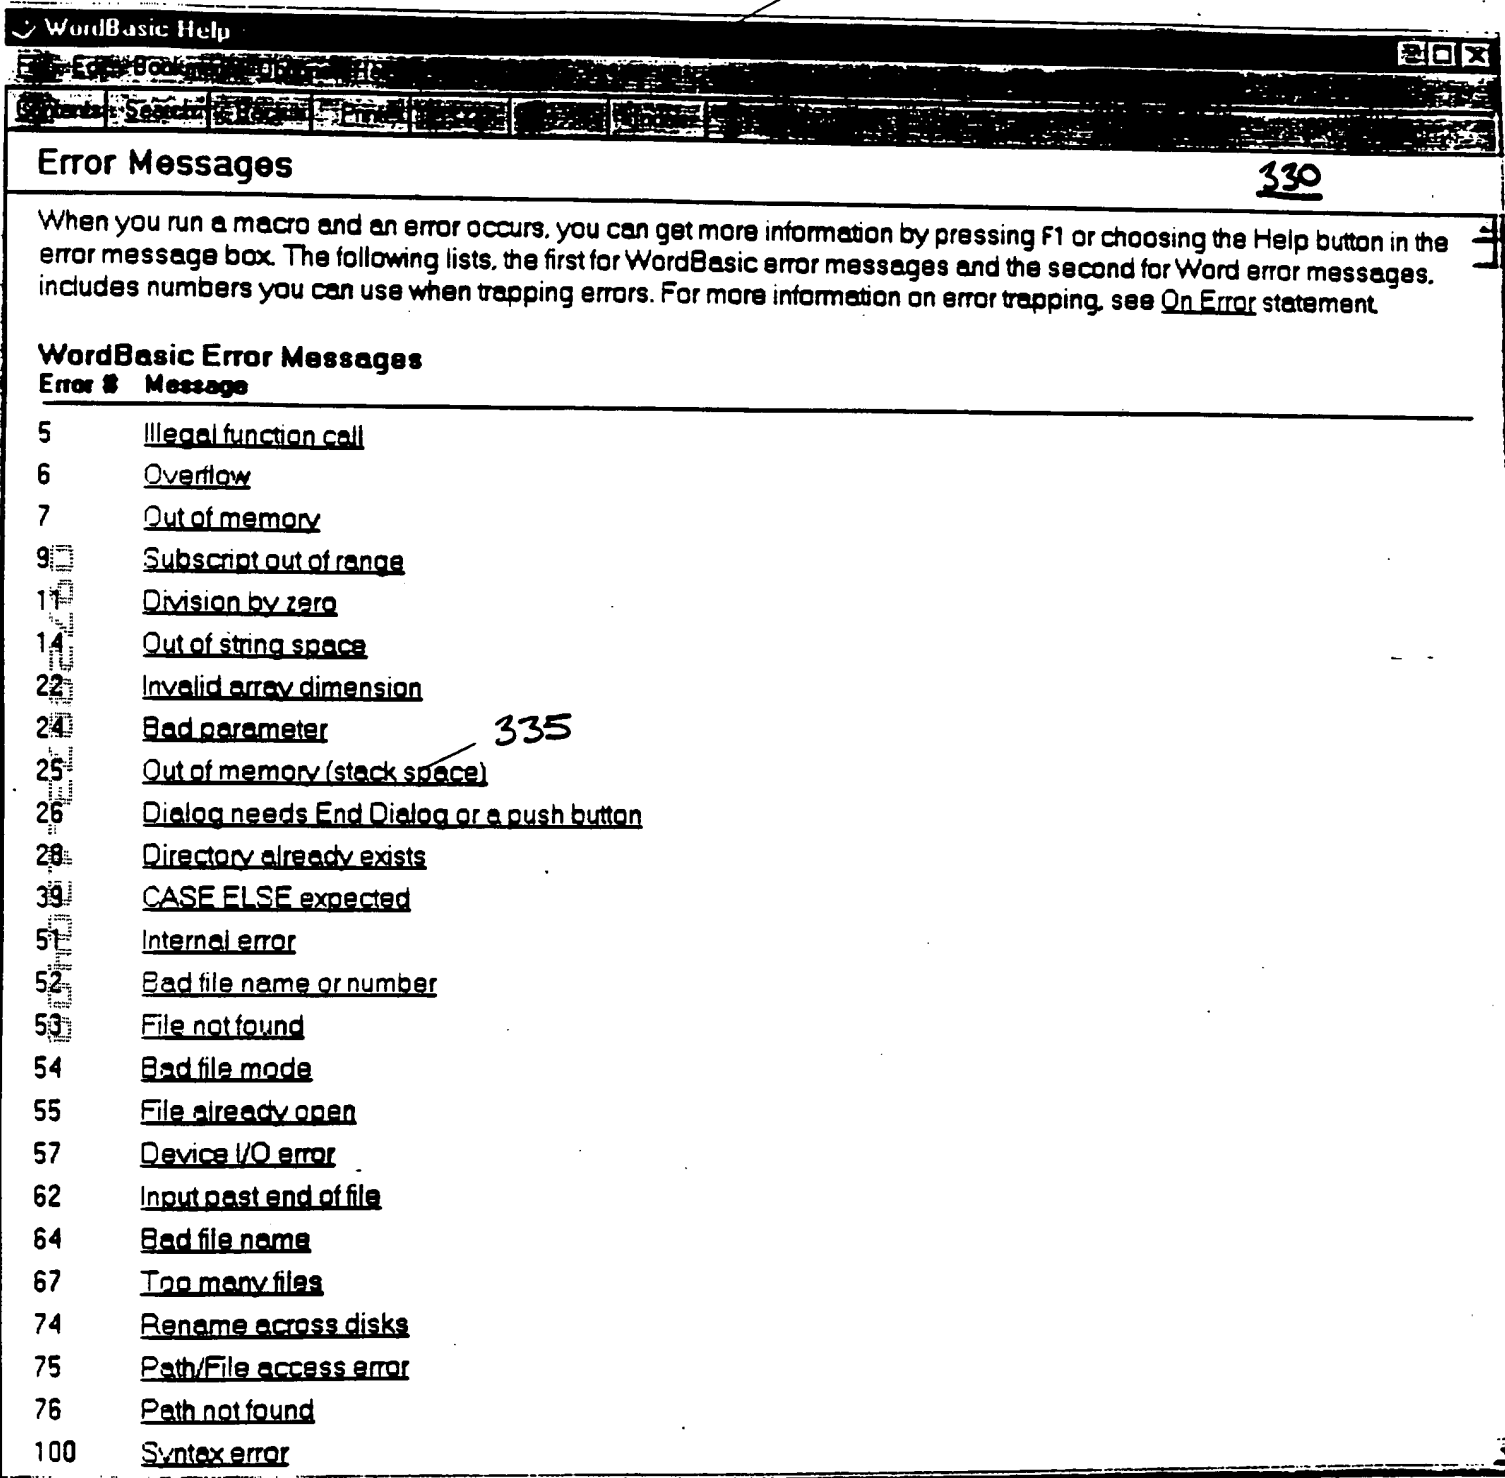 WordBasic Help
Error Messages
330
When you run a macro and an error occurs, you can get more information by pressing F1 or choosing the Help button in the
error message box. The following lists, the first for WordBasic error messages and the second for Word error messages,
includes numbers you can use when trapping errors. For more information on error trapping, see On Error statement.
WordBasic Error Messages
Error # Message
5 Illegal function call
6 Overflow
7 Out of memory
9 Subscript out of range
11 Division by zero
14 Out of string space
22 Invalid array dimension
24 Bad parameter
335
25 Out of memory (stack space)
26 Dialog needs End Dialog or a push button
28 Directory already exists
39 CASE ELSE expected
51 Internal error
52 Bad file name or number
53 File not found
54 Bad file mode
55 File already open
57 Device I/O error
62 Input past end of file
64 Bad file name
67 Too many files
74 Rename across disks
75 Path/File access error
76 Path not found
100 Syntax error